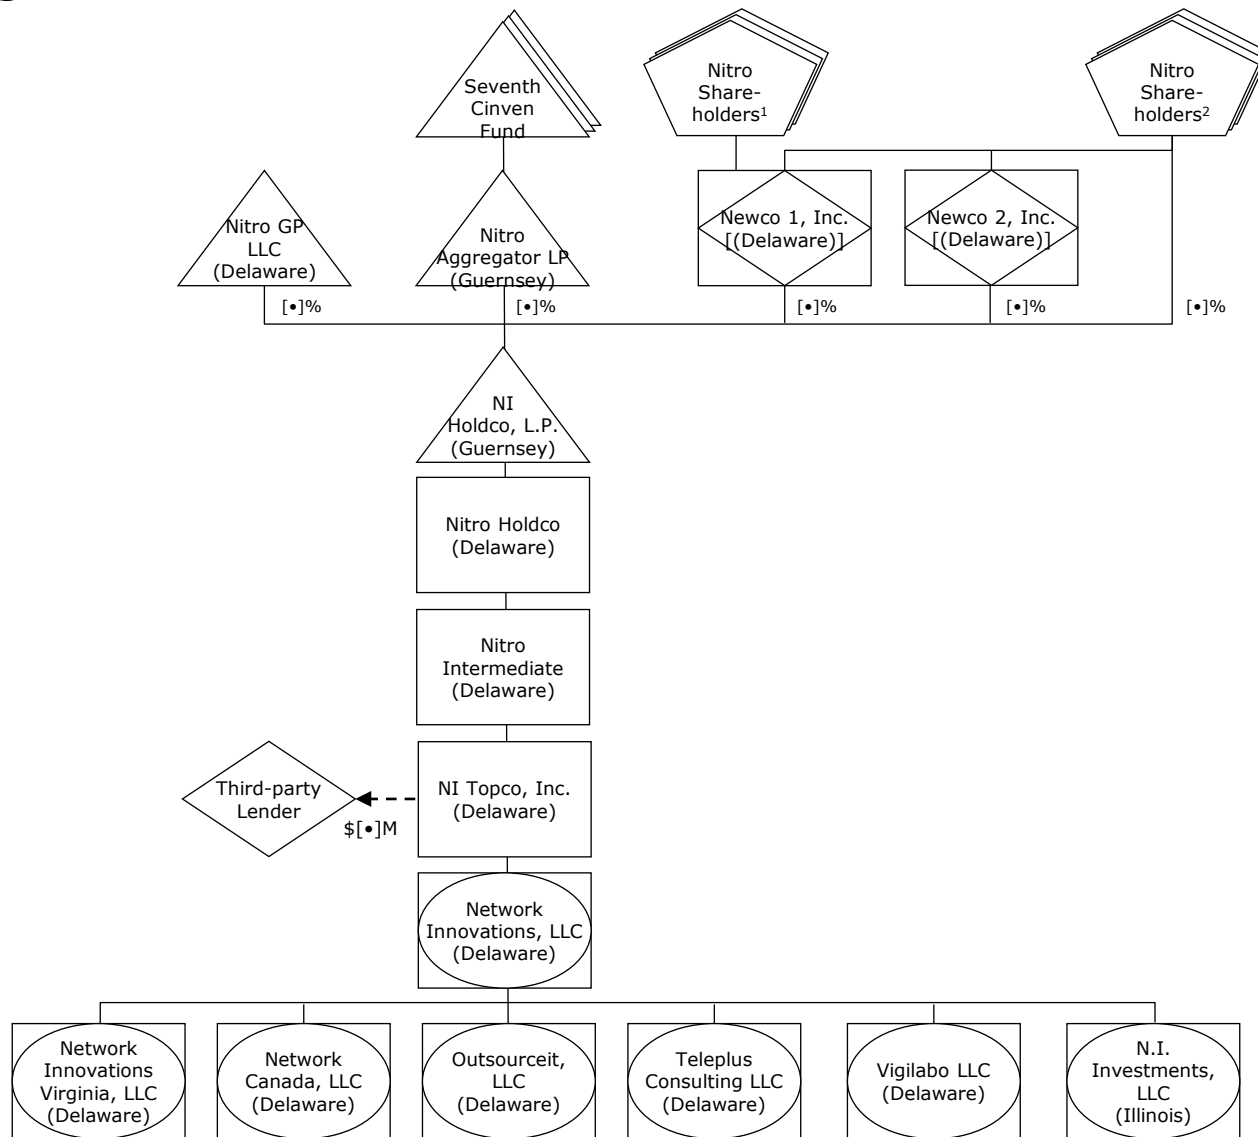 Seventh
Cinven
Fund
Nitro
Share-
holders¹
Nitro
Share-
holders²
Nitro GP
LLC
(Delaware)
Nitro
Aggregator LP
(Guernsey)
Newco 1, Inc.
[(Delaware)]
Newco 2, Inc.
[(Delaware)]
[•]%
[•]%
[•]%
[•]%
[•]%
NI
Holdco, L.P.
(Guernsey)
Nitro Holdco
(Delaware)
Nitro
Intermediate
(Delaware)
Third-party
Lender
$[•]M
NI Topco, Inc.
(Delaware)
Network
Innovations, LLC
(Delaware)
Network
Innovations
Virginia, LLC
(Delaware)
Network
Canada, LLC
(Delaware)
Outsourceit,
LLC
(Delaware)
Teleplus
Consulting LLC
(Delaware)
Vigilabo LLC
(Delaware)
N.I.
Investments,
LLC
(Illinois)